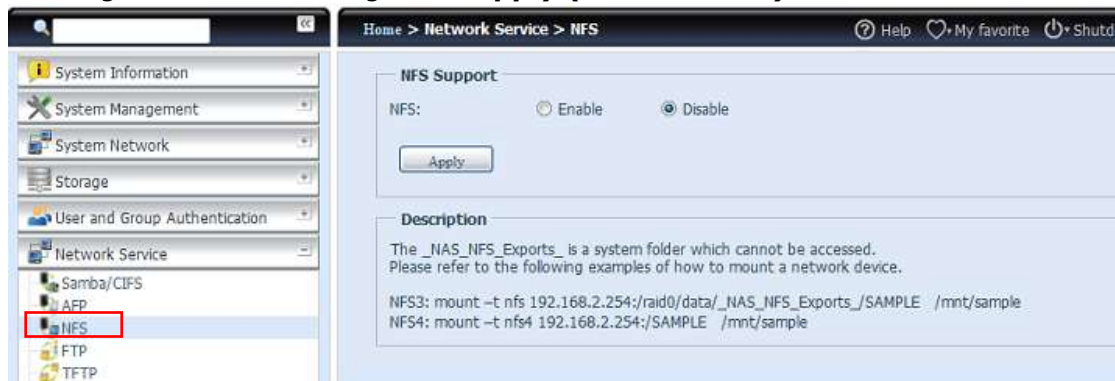 Home > Network Service > NFS
Help
My favorite
Shutd
System Information
System Management
System Network
Storage
User and Group Authentication
Network Service
Samba/CIFS
AFP
NFS
FTP
TFTP
NFS Support
NFS:
Enable
Disable
Apply
Description
The _NAS_NFS_Exports_ is a system folder which cannot be accessed.
Please refer to the following examples of how to mount a network device.
NFS3: mount –t nfs 192.168.2.254:/raid0/data/_NAS_NFS_Exports_/SAMPLE /mnt/sample
NFS4: mount –t nfs4 192.168.2.254:/SAMPLE /mnt/sample